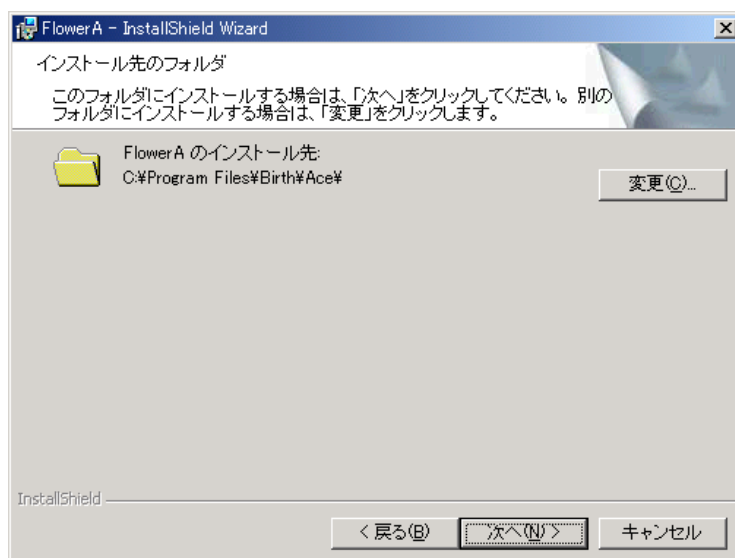 FlowerA - InstallShield Wizard
インストール先のフォルダ
このフォルダにインストールする場合は、「次へ」をクリックしてください。別の
フォルダにインストールする場合は、「変更」をクリックします。
FlowerA のインストール先:
C:¥Program Files¥Birth¥Ace¥
変更(C)...
InstallShield
< 戻る(B)
次へ(N) >
キャンセル